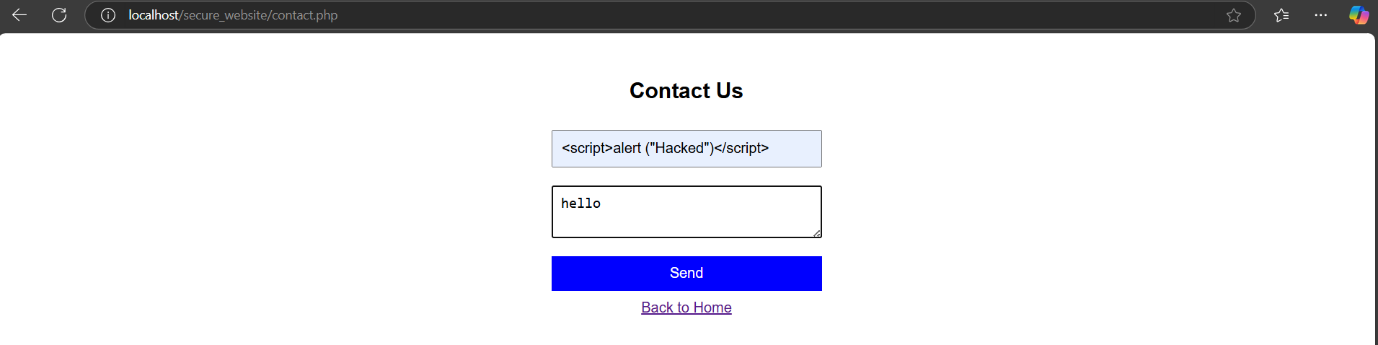 localhost/secure_website/contact.php
Contact Us
<script>alert ("Hacked")</script>
hello
Send
Back to Home